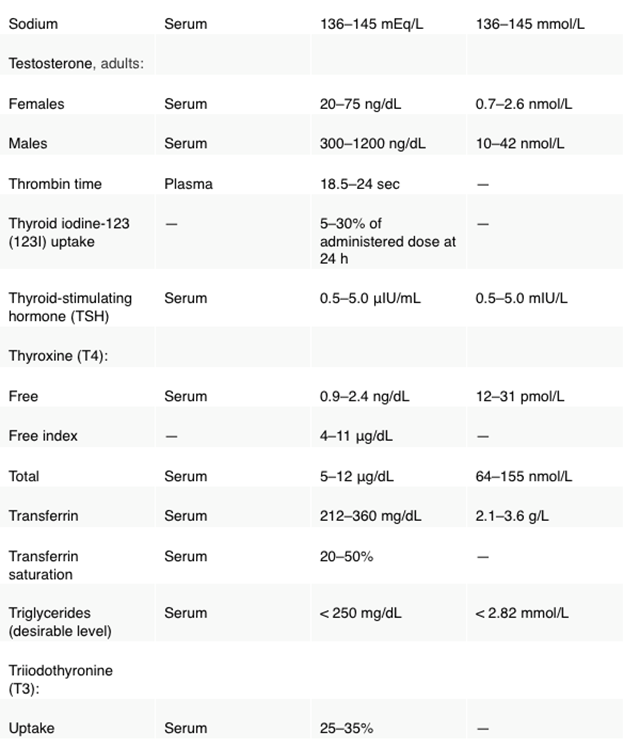 Sodium Serum 136–145 mEq/L 136–145 mmol/L
Testosterone, adults:
Females Serum 20–75 ng/dL 0.7–2.6 nmol/L
Males Serum 300–1200 ng/dL 10–42 nmol/L
Thrombin time Plasma 18.5–24 sec —
Thyroid iodine-123 — 5–30% of —
(123I) uptake administered dose at
24 h
Thyroid-stimulating Serum 0.5–5.0 µIU/mL 0.5–5.0 mIU/L
hormone (TSH)
Thyroxine (T4):
Free Serum 0.9–2.4 ng/dL 12–31 pmol/L
Free index — 4–11 µg/dL —
Total Serum 5–12 µg/dL 64–155 nmol/L
Transferrin Serum 212–360 mg/dL 2.1–3.6 g/L
Transferrin Serum 20–50% —
saturation
Triglycerides Serum < 250 mg/dL < 2.82 mmol/L
(desirable level)
Triiodothyronine
(T3):
Uptake Serum 25–35% —